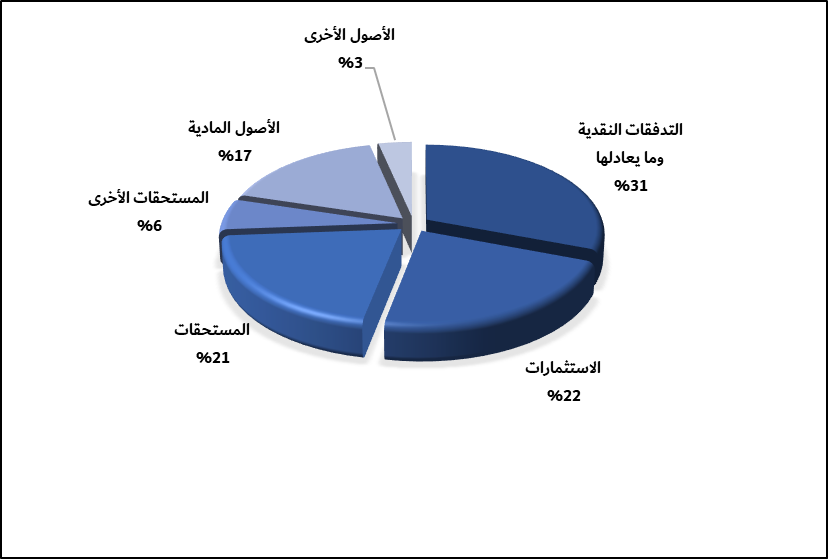 الأصول الأخرى
%3
التدفقات النقدية
وما يعادلها
%31
الأصول المادية
%17
المستحقات الأخرى
%6
المستحقات
%21
الاستثمارات
%22